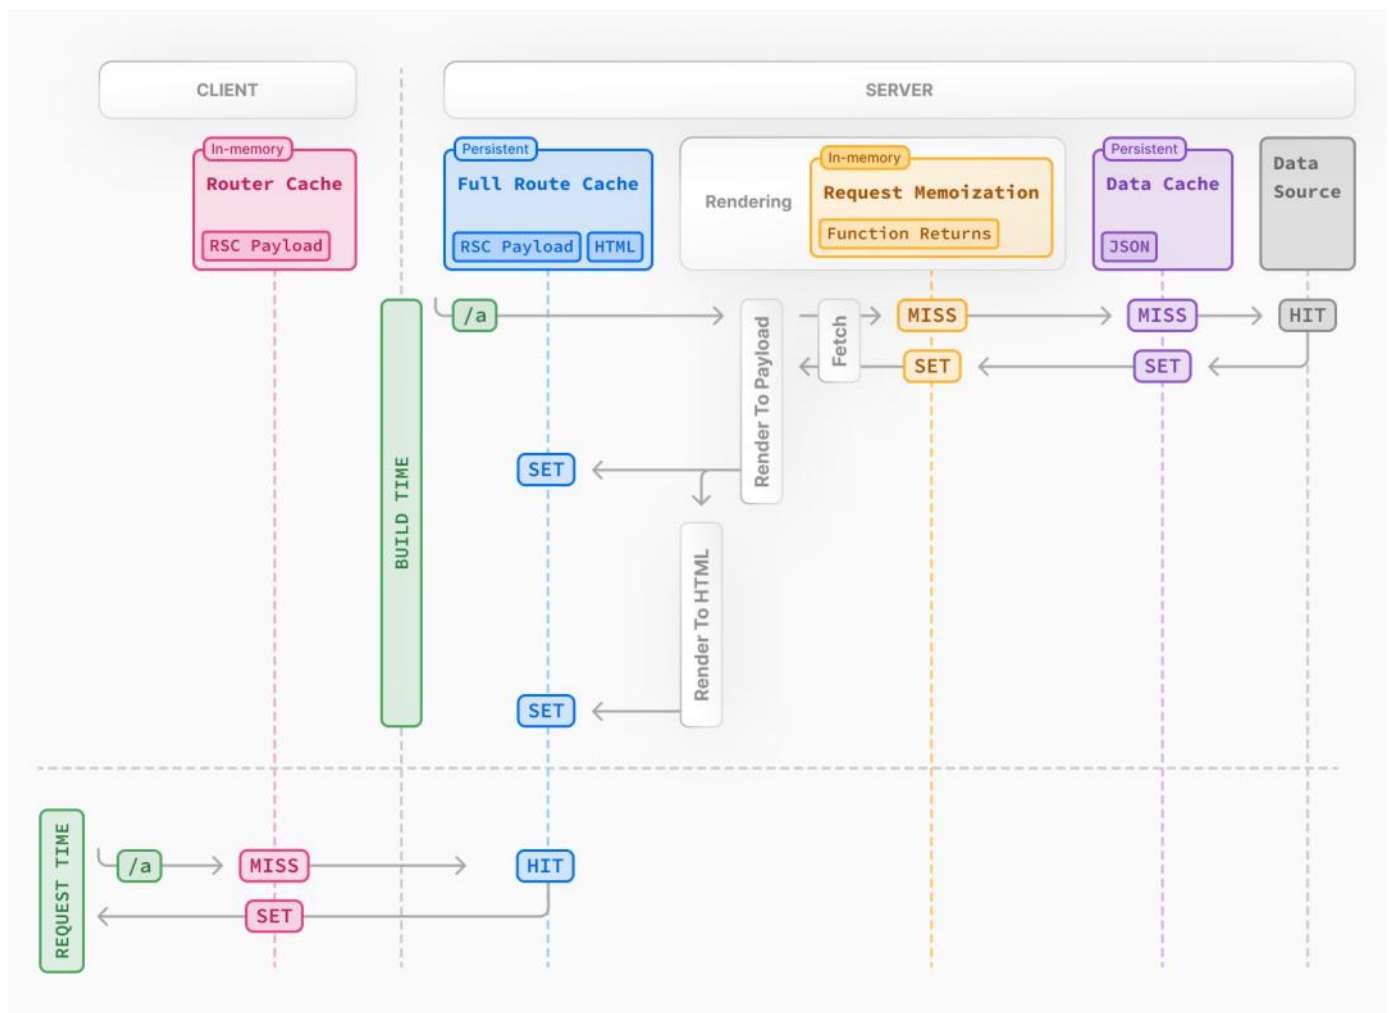 CLIENT
SERVER
In-memory
Router Cache
RSC Payload
Persistent
Full Route Cache
RSC Payload
HTML
Rendering
In-memory
Request Memoization
Function Returns
Persistent
Data Cache
JSON
Data
Source
BUILD TIME
/a
Render To Payload
Fetch
MISS
MISS
HIT
SET
SET
SET
Render To HTML
SET
REQUEST TIME
/a
MISS
HIT
SET